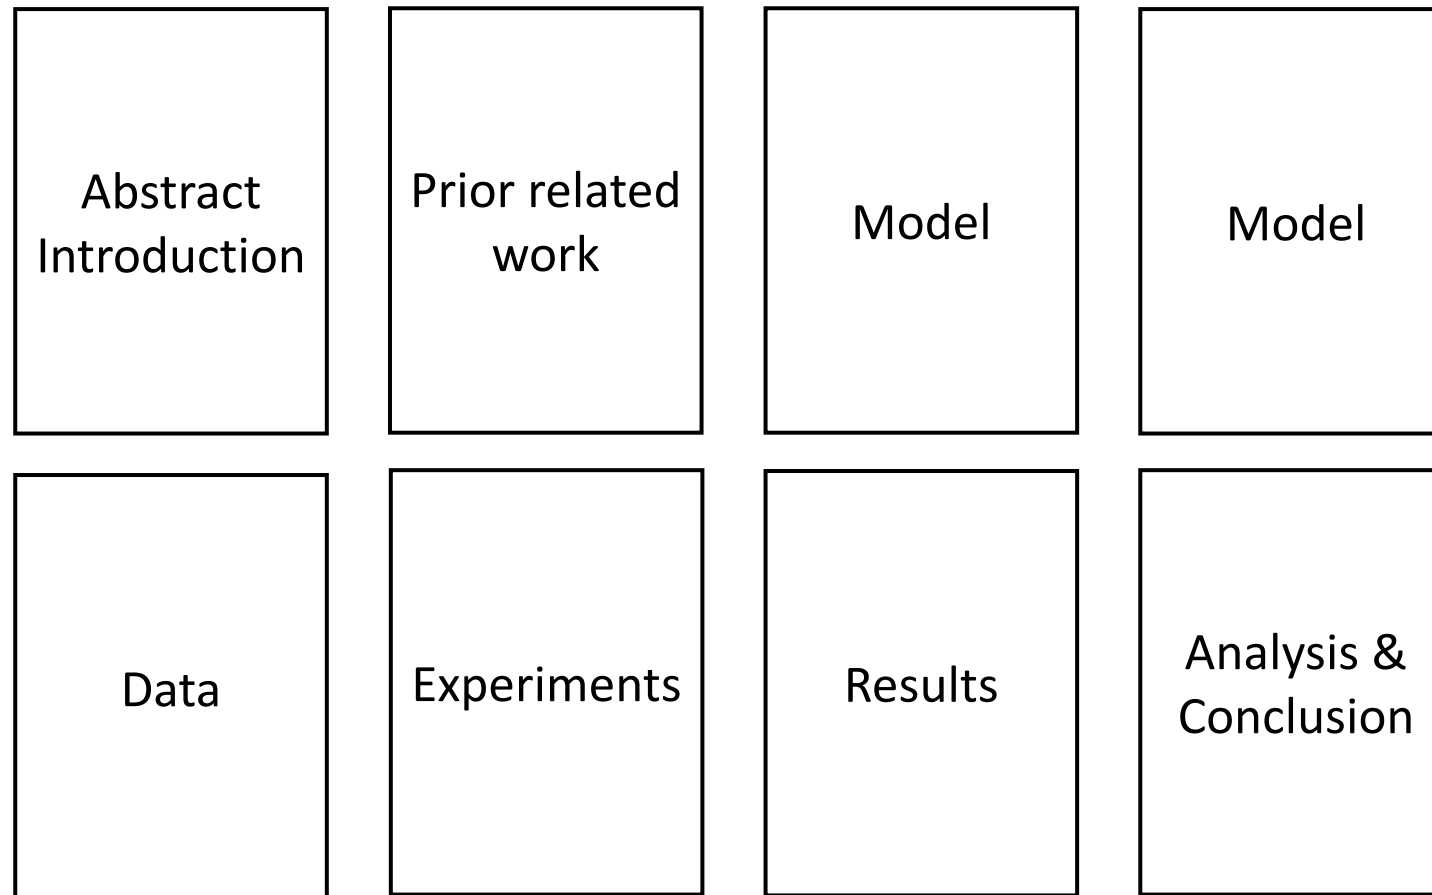 Abstract
Introduction
Prior related
work
Model
Model
Data
Experiments
Results
Analysis &
Conclusion